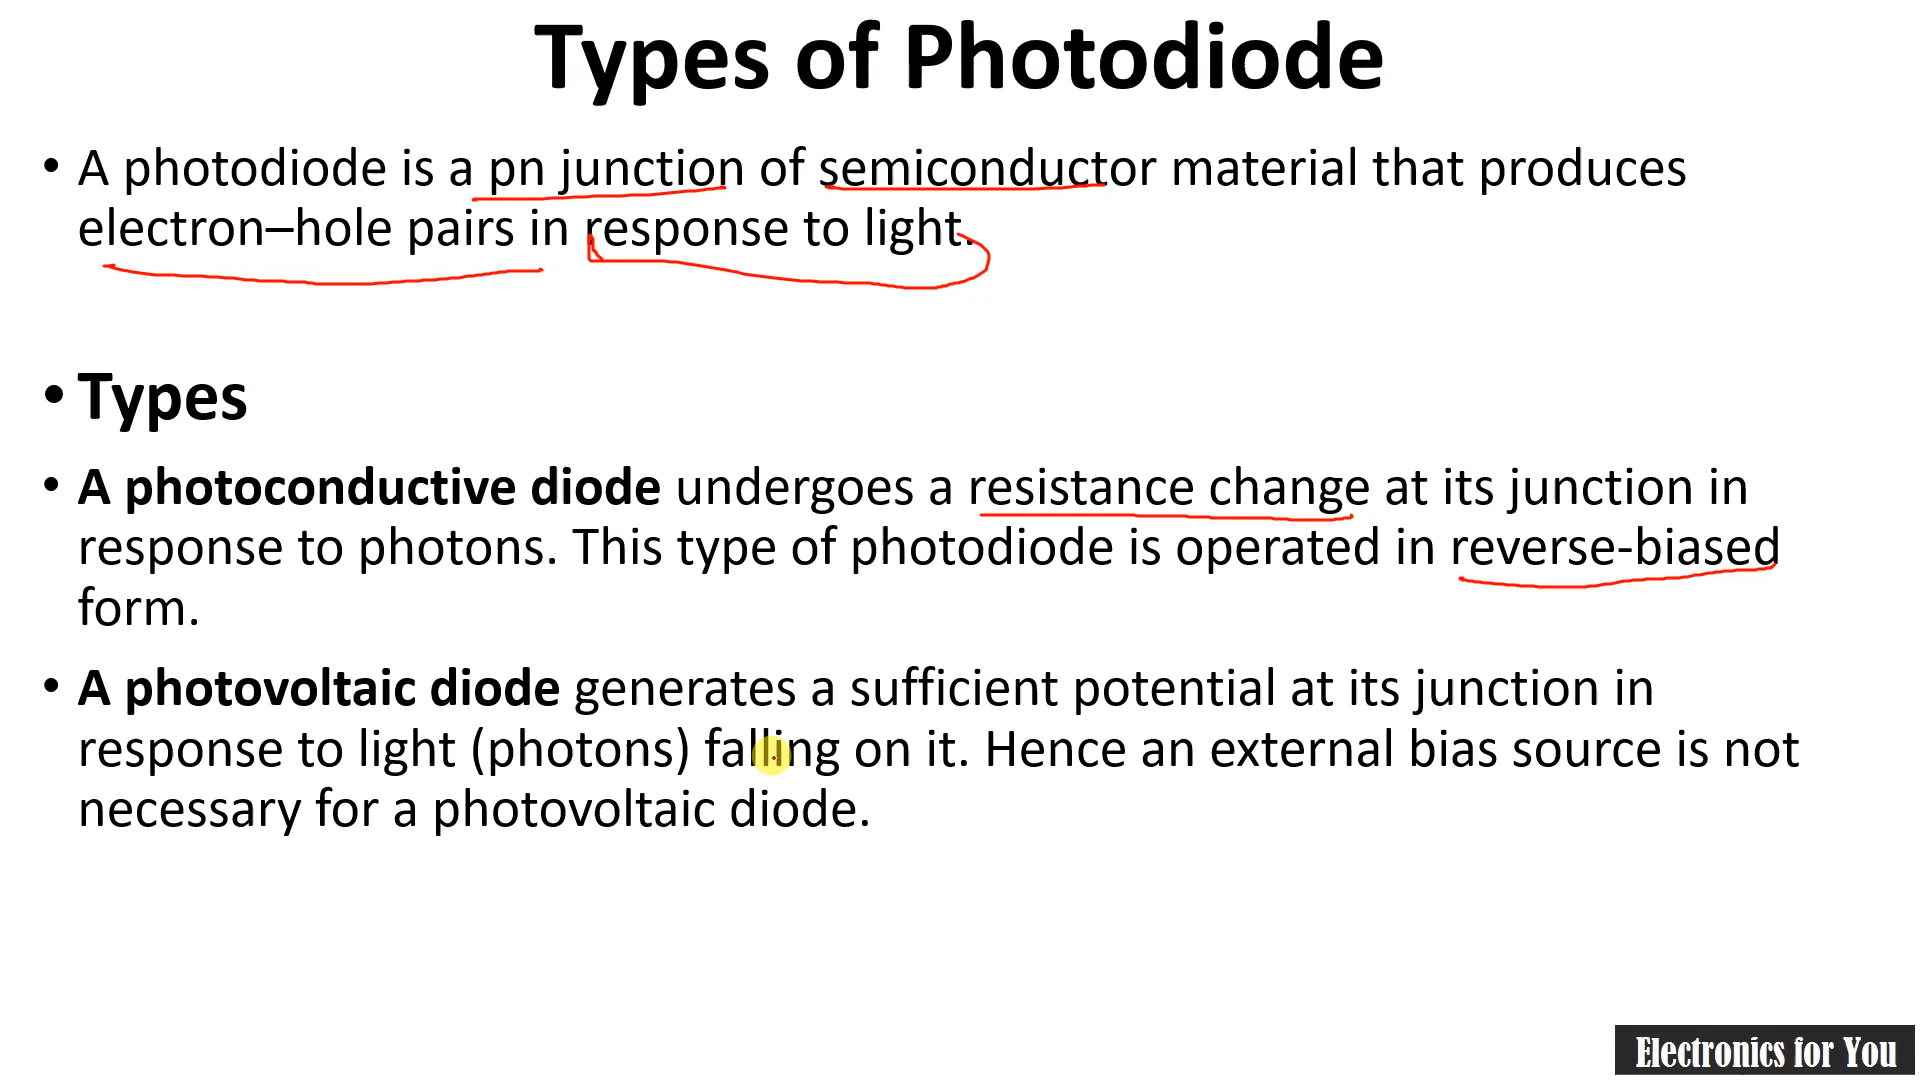 Types of Photodiode
• A photodiode is a pn junction of semiconductor material that produces
electron–hole pairs in response to light.
• Types
• A photoconductive diode undergoes a resistance change at its junction in
response to photons. This type of photodiode is operated in reverse-biased
form.
• A photovoltaic diode generates a sufficient potential at its junction in
response to light (photons) falling on it. Hence an external bias source is not
necessary for a photovoltaic diode.
Electronics for You